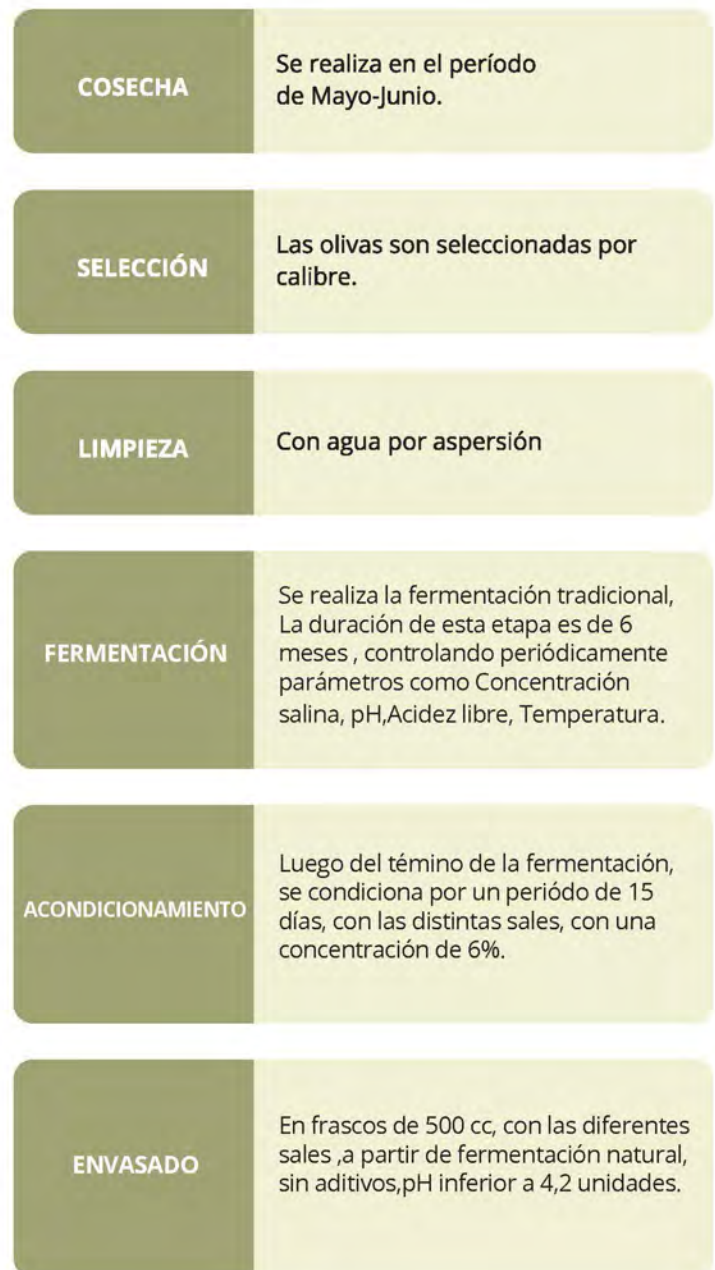 COSECHA
Se realiza en el período
de Mayo-Junio.
SELECCIÓN
Las olivas son seleccionadas por
calibre.
LIMPIEZA
Con agua por aspersión
FERMENTACIÓN
Se realiza la fermentación tradicional,
La duración de esta etapa es de 6
meses , controlando periódicamente
parámetros como Concentración
salina, pH,Acidez libre, Temperatura.
ACONDICIONAMIENTO
Luego del témino de la fermentación,
se condiciona por un periódo de 15
días, con las distintas sales, con una
concentración de 6%.
ENVASADO
En frascos de 500 cc, con las diferentes
sales ,a partir de fermentación natural,
sin aditivos,pH inferior a 4,2 unidades.